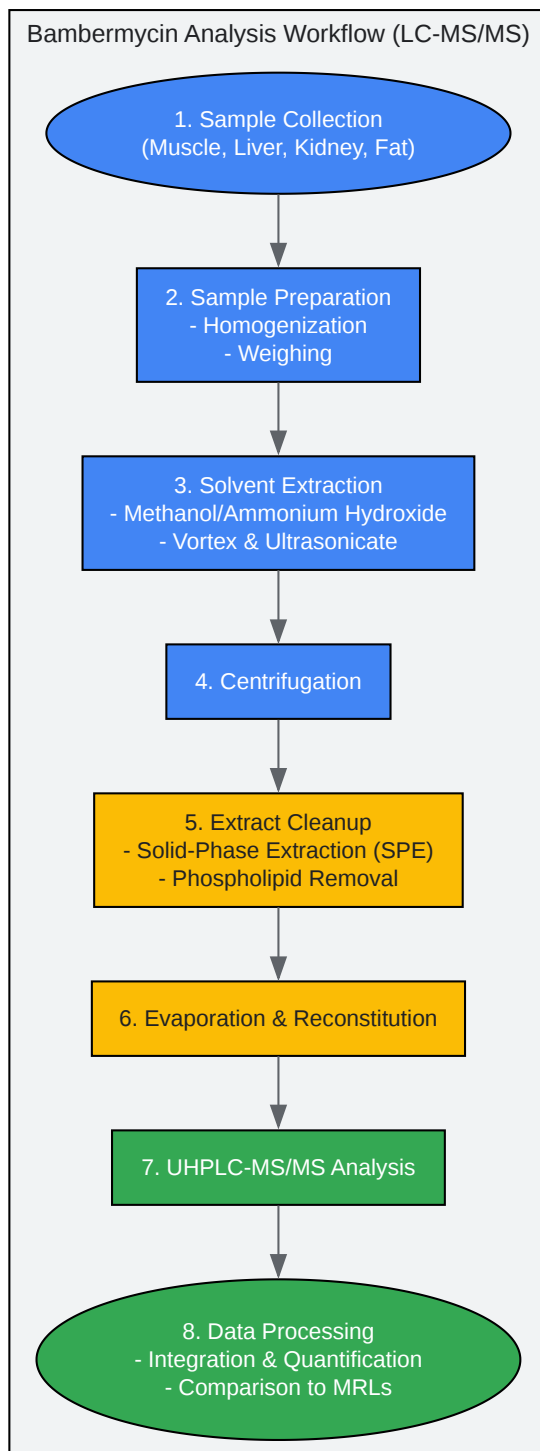 Bambermycin Analysis Workflow (LC-MS/MS)
1. Sample Collection
(Muscle, Liver, Kidney, Fat)
2. Sample Preparation
- Homogenization
- Weighing
3. Solvent Extraction
- Methanol/Ammonium Hydroxide
- Vortex & Ultrasonicate
4. Centrifugation
5. Extract Cleanup
- Solid-Phase Extraction (SPE)
- Phospholipid Removal
6. Evaporation & Reconstitution
7. UHPLC-MS/MS Analysis
8. Data Processing
- Integration & Quantification
- Comparison to MRLs